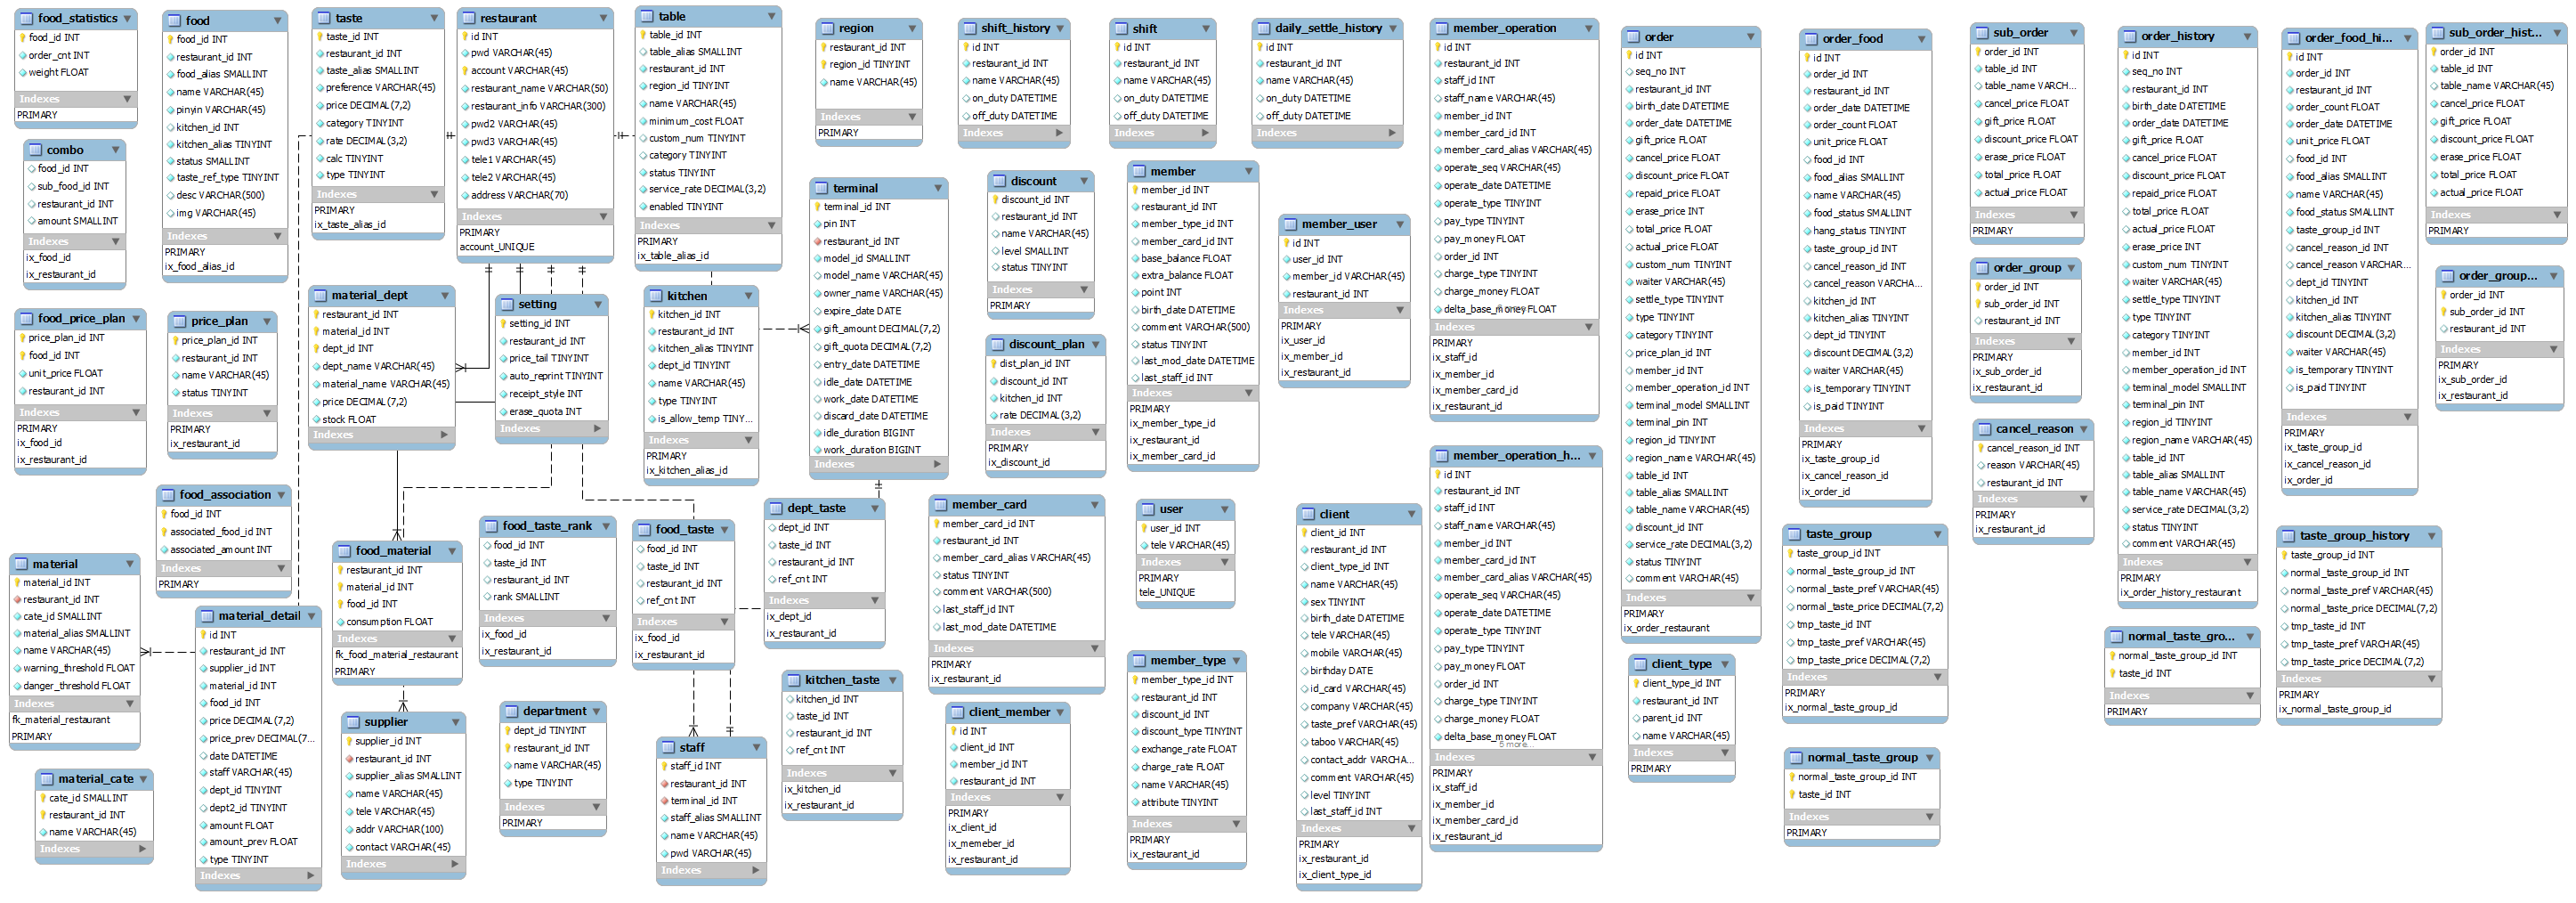 food_statistics
food_id INT
order_cnt INT
weight FLOAT
Indexes
PRIMARY
combo
food_id INT
sub_food_id INT
restaurant_id INT
amount SMALLINT
Indexes
ix_food_id
ix_restaurant_id
food_price_plan
price_plan_id INT
food_id INT
unit_price FLOAT
restaurant_id INT
Indexes
PRIMARY
ix_food_id
ix_restaurant_id
food
food_id INT
restaurant_id INT
food_alias SMALLINT
name VARCHAR(45)
pinyin VARCHAR(45)
kitchen_id INT
kitchen_alias TINYINT
status SMALLINT
taste_ref_type TINYINT
desc VARCHAR(500)
img VARCHAR(45)
Indexes
PRIMARY
ix_food_alias_id
price_plan
price_plan_id INT
restaurant_id INT
name VARCHAR(45)
status TINYINT
Indexes
PRIMARY
ix_restaurant_id
food_association
food_id INT
associated_food_id INT
associated_amount INT
Indexes
PRIMARY
material
material_id INT
restaurant_id INT
cate_id SMALLINT
material_alias SMALLINT
name VARCHAR(45)
warning_threshold FLOAT
danger_threshold FLOAT
Indexes
fk_material_restaurant
PRIMARY
material_cate
cate_id SMALLINT
restaurant_id INT
name VARCHAR(45)
Indexes
material_detail
id INT
restaurant_id INT
supplier_id INT
material_id INT
food_id INT
price DECIMAL(7,2)
price_prev DECIMAL(7...
date DATETIME
staff VARCHAR(45)
dept_id TINYINT
dept2_id TINYINT
amount FLOAT
amount_prev FLOAT
type TINYINT
Indexes
taste
taste_id INT
restaurant_id INT
taste_alias SMALLINT
preference VARCHAR(45)
price DECIMAL(7,2)
category TINYINT
rate DECIMAL(3,2)
calc TINYINT
type TINYINT
Indexes
PRIMARY
ix_taste_alias_id
material_dept
restaurant_id INT
material_id INT
dept_id INT
dept_name VARCHAR(45)
material_name VARCHAR(45)
price DECIMAL(7,2)
stock FLOAT
Indexes
food_material
restaurant_id INT
material_id INT
food_id INT
consumption FLOAT
Indexes
fk_food_material_restaurant
PRIMARY
supplier
supplier_id INT
restaurant_id INT
supplier_alias SMALLINT
name VARCHAR(45)
tele VARCHAR(45)
addr VARCHAR(100)
contact VARCHAR(45)
Indexes
restaurant
id INT
pwd VARCHAR(45)
account VARCHAR(45)
restaurant_name VARCHAR(50)
restaurant_info VARCHAR(300)
pwd2 VARCHAR(45)
pwd3 VARCHAR(45)
tele1 VARCHAR(45)
tele2 VARCHAR(45)
address VARCHAR(70)
Indexes
PRIMARY
account_UNIQUE
setting
setting_id INT
restaurant_id INT
price_tail TINYINT
auto_reprint TINYINT
receipt_style INT
erase_quota INT
Indexes
food_taste_rank
food_id INT
taste_id INT
restaurant_id INT
rank SMALLINT
Indexes
ix_food_id
ix_restaurant_id
department
dept_id TINYINT
restaurant_id INT
name VARCHAR(45)
type TINYINT
Indexes
PRIMARY
table
table_id INT
table_alias SMALLINT
restaurant_id INT
region_id TINYINT
name VARCHAR(45)
minimum_cost FLOAT
custom_num TINYINT
category TINYINT
status TINYINT
service_rate DECIMAL(3,2)
enabled TINYINT
Indexes
PRIMARY
ix_table_alias_id
kitchen
kitchen_id INT
restaurant_id INT
kitchen_alias TINYINT
dept_id TINYINT
name VARCHAR(45)
type TINYINT
is_allow_temp TINY...
Indexes
PRIMARY
ix_kitchen_alias_id
food_taste
food_id INT
taste_id INT
restaurant_id INT
ref_cnt INT
Indexes
ix_food_id
ix_restaurant_id
staff
staff_id INT
restaurant_id INT
terminal_id INT
staff_alias SMALLINT
name VARCHAR(45)
pwd VARCHAR(45)
Indexes
region
restaurant_id INT
region_id TINYINT
name VARCHAR(45)
Indexes
PRIMARY
terminal
terminal_id INT
pin INT
restaurant_id INT
model_id SMALLINT
model_name VARCHAR(45)
owner_name VARCHAR(45)
expire_date DATE
gift_amount DECIMAL(7,2)
gift_quota DECIMAL(7,2)
entry_date DATETIME
idle_date DATETIME
work_date DATETIME
discard_date DATETIME
idle_duration BIGINT
work_duration BIGINT
Indexes
dept_taste
dept_id INT
taste_id INT
restaurant_id INT
ref_cnt INT
Indexes
ix_dept_id
ix_restaurant_id
kitchen_taste
kitchen_id INT
taste_id INT
restaurant_id INT
ref_cnt INT
Indexes
ix_kitchen_id
ix_restaurant_id
shift_history
id INT
restaurant_id INT
name VARCHAR(45)
on_duty DATETIME
off_duty DATETIME
Indexes
discount
discount_id INT
restaurant_id INT
name VARCHAR(45)
level SMALLINT
status TINYINT
Indexes
PRIMARY
discount_plan
dist_plan_id INT
discount_id INT
kitchen_id INT
rate DECIMAL(3,2)
Indexes
PRIMARY
ix_discount_id
member_card
member_card_id INT
restaurant_id INT
member_card_alias VARCHAR(45)
status TINYINT
comment VARCHAR(500)
last_staff_id INT
last_mod_date DATETIME
Indexes
PRIMARY
ix_restaurant_id
client_member
id INT
client_id INT
member_id INT
restaurant_id INT
Indexes
PRIMARY
ix_client_id
ix_memeber_id
ix_restaurant_id
shift
id INT
restaurant_id INT
name VARCHAR(45)
on_duty DATETIME
off_duty DATETIME
Indexes
member
member_id INT
restaurant_id INT
member_type_id INT
member_card_id INT
base_balance FLOAT
extra_balance FLOAT
point INT
birth_date DATETIME
comment VARCHAR(500)
status TINYINT
last_mod_date DATETIME
last_staff_id INT
Indexes
PRIMARY
ix_member_type_id
ix_restaurant_id
ix_member_card_id
user
user_id INT
tele VARCHAR(45)
Indexes
PRIMARY
tele_UNIQUE
member_type
member_type_id INT
restaurant_id INT
discount_id INT
discount_type TINYINT
exchange_rate FLOAT
charge_rate FLOAT
name VARCHAR(45)
attribute TINYINT
Indexes
PRIMARY
ix_restaurant_id
daily_settle_history
id INT
restaurant_id INT
name VARCHAR(45)
on_duty DATETIME
off_duty DATETIME
Indexes
member_user
id INT
user_id INT
member_id VARCHAR(45)
restaurant_id INT
Indexes
PRIMARY
ix_user_id
ix_member_id
ix_restaurant_id
client
client_id INT
restaurant_id INT
client_type_id INT
name VARCHAR(45)
sex TINYINT
birth_date DATETIME
tele VARCHAR(45)
mobile VARCHAR(45)
birthday DATE
id_card VARCHAR(45)
company VARCHAR(45)
taste_pref VARCHAR(45)
taboo VARCHAR(45)
contact_addr VARCHA...
comment VARCHAR(45)
level TINYINT
last_staff_id INT
Indexes
PRIMARY
ix_restaurant_id
ix_client_type_id
member_operation
id INT
restaurant_id INT
staff_id INT
staff_name VARCHAR(45)
member_id INT
member_card_id INT
member_card_alias VARCHAR(45)
operate_seq VARCHAR(45)
operate_date DATETIME
operate_type TINYINT
pay_type TINYINT
pay_money FLOAT
order_id INT
charge_type TINYINT
charge_money FLOAT
delta_base_money FLOAT
Indexes
PRIMARY
ix_staff_id
ix_member_id
ix_member_card_id
ix_restaurant_id
member_operation_h...
id INT
restaurant_id INT
staff_id INT
staff_name VARCHAR(45)
member_id INT
member_card_id INT
member_card_alias VARCHAR(45)
operate_seq VARCHAR(45)
operate_date DATETIME
operate_type TINYINT
pay_type TINYINT
pay_money FLOAT
order_id INT
charge_type TINYINT
charge_money FLOAT
delta_base_money FLOAT
5 more...
Indexes
PRIMARY
ix_staff_id
ix_member_id
ix_member_card_id
ix_restaurant_id
order
id INT
seq_no INT
restaurant_id INT
birth_date DATETIME
order_date DATETIME
gift_price FLOAT
cancel_price FLOAT
discount_price FLOAT
repaid_price FLOAT
erase_price INT
total_price FLOAT
actual_price FLOAT
custom_num TINYINT
waiter VARCHAR(45)
settle_type TINYINT
type TINYINT
category TINYINT
price_plan_id INT
member_id INT
member_operation_id INT
terminal_model SMALLINT
terminal_pin INT
region_id TINYINT
region_name VARCHAR(45)
table_id INT
table_alias SMALLINT
table_name VARCHAR(45)
discount_id INT
service_rate DECIMAL(3,2)
status TINYINT
comment VARCHAR(45)
Indexes
PRIMARY
ix_order_restaurant
client_type
client_type_id INT
restaurant_id INT
parent_id INT
name VARCHAR(45)
Indexes
PRIMARY
order_food
id INT
order_id INT
restaurant_id INT
order_date DATETIME
order_count FLOAT
unit_price FLOAT
food_id INT
food_alias SMALLINT
name VARCHAR(45)
food_status SMALLINT
hang_status TINYINT
taste_group_id INT
cancel_reason_id INT
cancel_reason VARCHA...
kitchen_id INT
kitchen_alias TINYINT
dept_id TINYINT
discount DECIMAL(3,2)
waiter VARCHAR(45)
is_temporary TINYINT
is_paid TINYINT
Indexes
PRIMARY
ix_taste_group_id
ix_cancel_reason_id
ix_order_id
taste_group
taste_group_id INT
normal_taste_group_id INT
normal_taste_pref VARCHAR(45)
normal_taste_price DECIMAL(7,2)
tmp_taste_id INT
tmp_taste_pref VARCHAR(45)
tmp_taste_price DECIMAL(7,2)
Indexes
PRIMARY
ix_normal_taste_group_id
normal_taste_group
normal_taste_group_id INT
taste_id INT
Indexes
PRIMARY
sub_order
order_id INT
table_id INT
table_name VARCH...
cancel_price FLOAT
gift_price FLOAT
discount_price FLOAT
erase_price FLOAT
total_price FLOAT
actual_price FLOAT
Indexes
PRIMARY
order_group
order_id INT
sub_order_id INT
restaurant_id INT
Indexes
PRIMARY
ix_sub_order_id
ix_restaurant_id
cancel_reason
cancel_reason_id INT
reason VARCHAR(45)
restaurant_id INT
Indexes
PRIMARY
ix_restaurant_id
order_history
id INT
seq_no INT
restaurant_id INT
birth_date DATETIME
order_date DATETIME
gift_price FLOAT
cancel_price FLOAT
discount_price FLOAT
repaid_price FLOAT
total_price FLOAT
actual_price FLOAT
erase_price INT
custom_num TINYINT
waiter VARCHAR(45)
settle_type TINYINT
type TINYINT
category TINYINT
member_id INT
member_operation_id INT
terminal_model SMALLINT
terminal_pin INT
region_id TINYINT
region_name VARCHAR(45)
table_id INT
table_alias SMALLINT
table_name VARCHAR(45)
service_rate DECIMAL(3,2)
status TINYINT
comment VARCHAR(45)
Indexes
PRIMARY
ix_order_history_restaurant
normal_taste_gro...
normal_taste_group_id INT
taste_id INT
Indexes
PRIMARY
order_food_hi...
id INT
order_id INT
restaurant_id INT
order_count FLOAT
order_date DATETIME
unit_price FLOAT
food_id INT
food_alias SMALLINT
name VARCHAR(45)
food_status SMALLINT
taste_group_id INT
cancel_reason_id INT
cancel_reason VARCHAR...
dept_id TINYINT
kitchen_id INT
kitchen_alias TINYINT
discount DECIMAL(3,2)
waiter VARCHAR(45)
is_temporary TINYINT
is_paid TINYINT
Indexes
PRIMARY
ix_taste_group_id
ix_cancel_reason_id
ix_order_id
taste_group_history
taste_group_id INT
normal_taste_group_id INT
normal_taste_pref VARCHAR(45)
normal_taste_price DECIMAL(7,2)
tmp_taste_id INT
tmp_taste_pref VARCHAR(45)
tmp_taste_price DECIMAL(7,2)
Indexes
PRIMARY
ix_normal_taste_group_id
sub_order_hist...
order_id INT
table_id INT
table_name VARCHAR(45)
cancel_price FLOAT
gift_price FLOAT
discount_price FLOAT
erase_price FLOAT
total_price FLOAT
actual_price FLOAT
Indexes
PRIMARY
order_group...
order_id INT
sub_order_id INT
restaurant_id INT
Indexes
PRIMARY
ix_sub_order_id
ix_restaurant_id